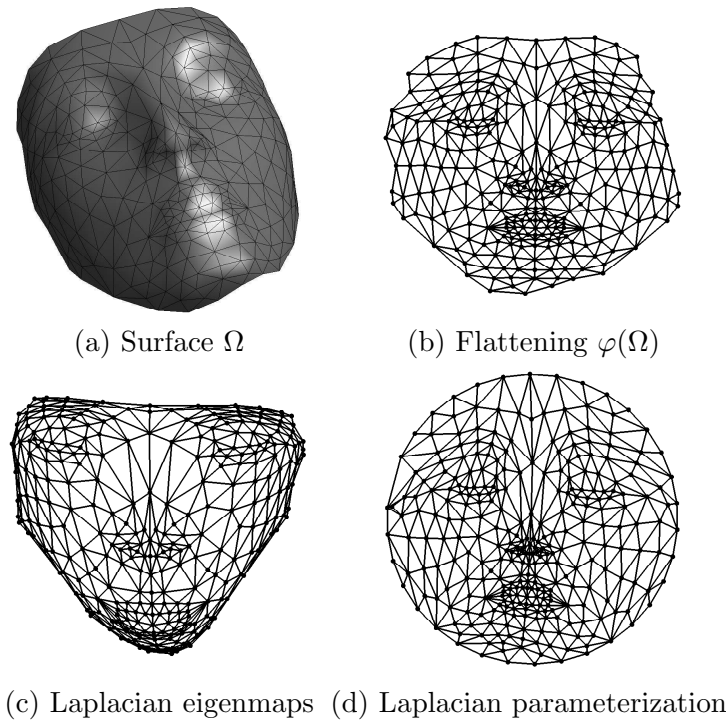 (a) Surface Ω
(b) Flattening φ(Ω)
(c) Laplacian eigenmaps
(d) Laplacian parameterization